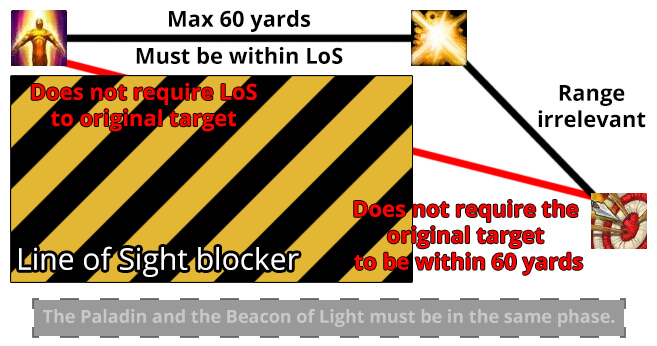 Max 60 yards
Must be within LoS
Does not require LoS
to original target
Range
irrelevant
Does not require the
original target
to be within 60 yards
Line of Sight blocker
The Paladin and the Beacon of Light must be in the same phase.